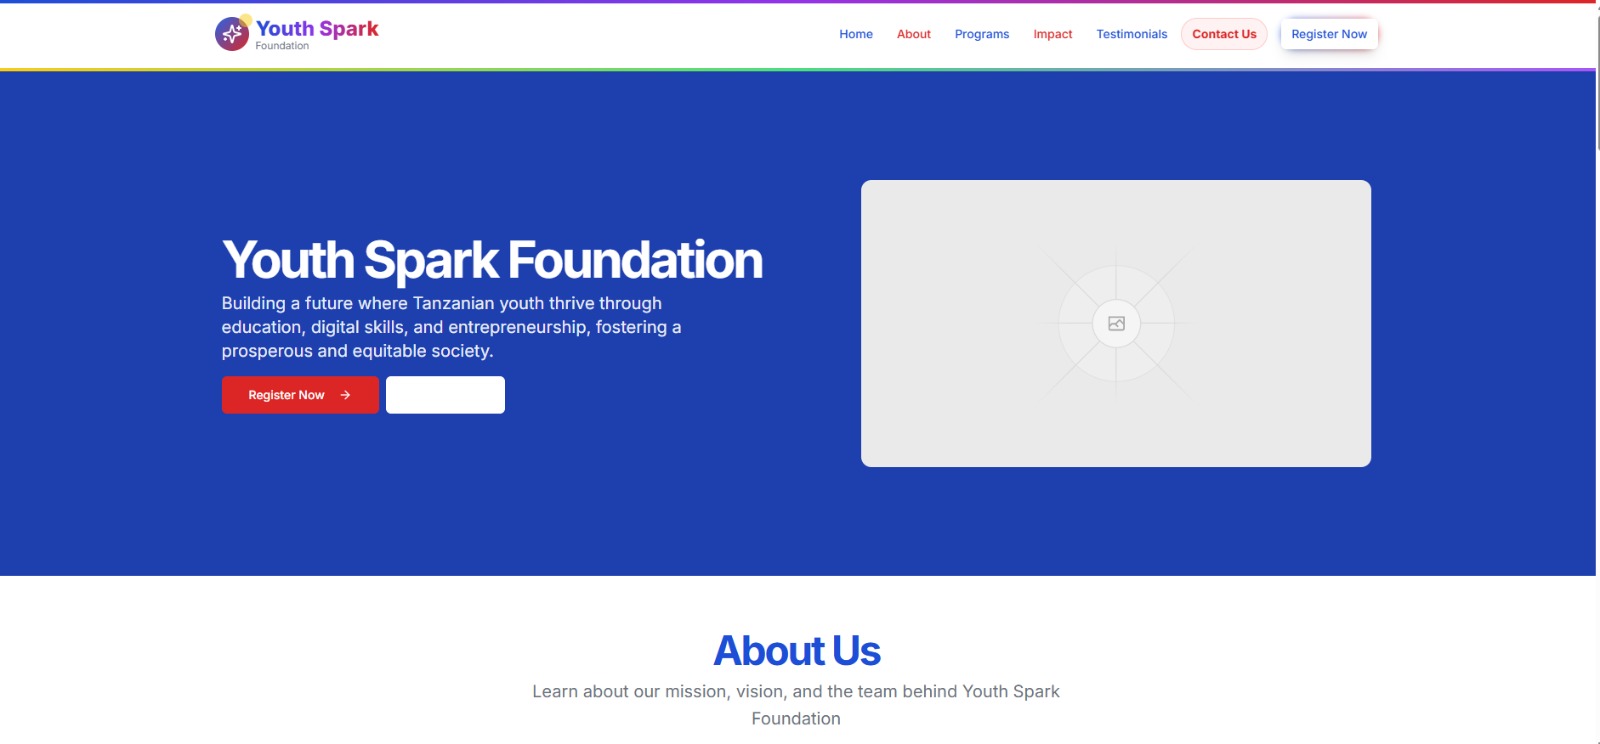 Youth Spark
Foundation
Home About Programs Impact Testimonials Contact Us Register Now
Youth Spark Foundation
Building a future where Tanzanian youth thrive through
education, digital skills, and entrepreneurship, fostering a
prosperous and equitable society.
Register Now →
About Us
Learn about our mission, vision, and the team behind Youth Spark
Foundation